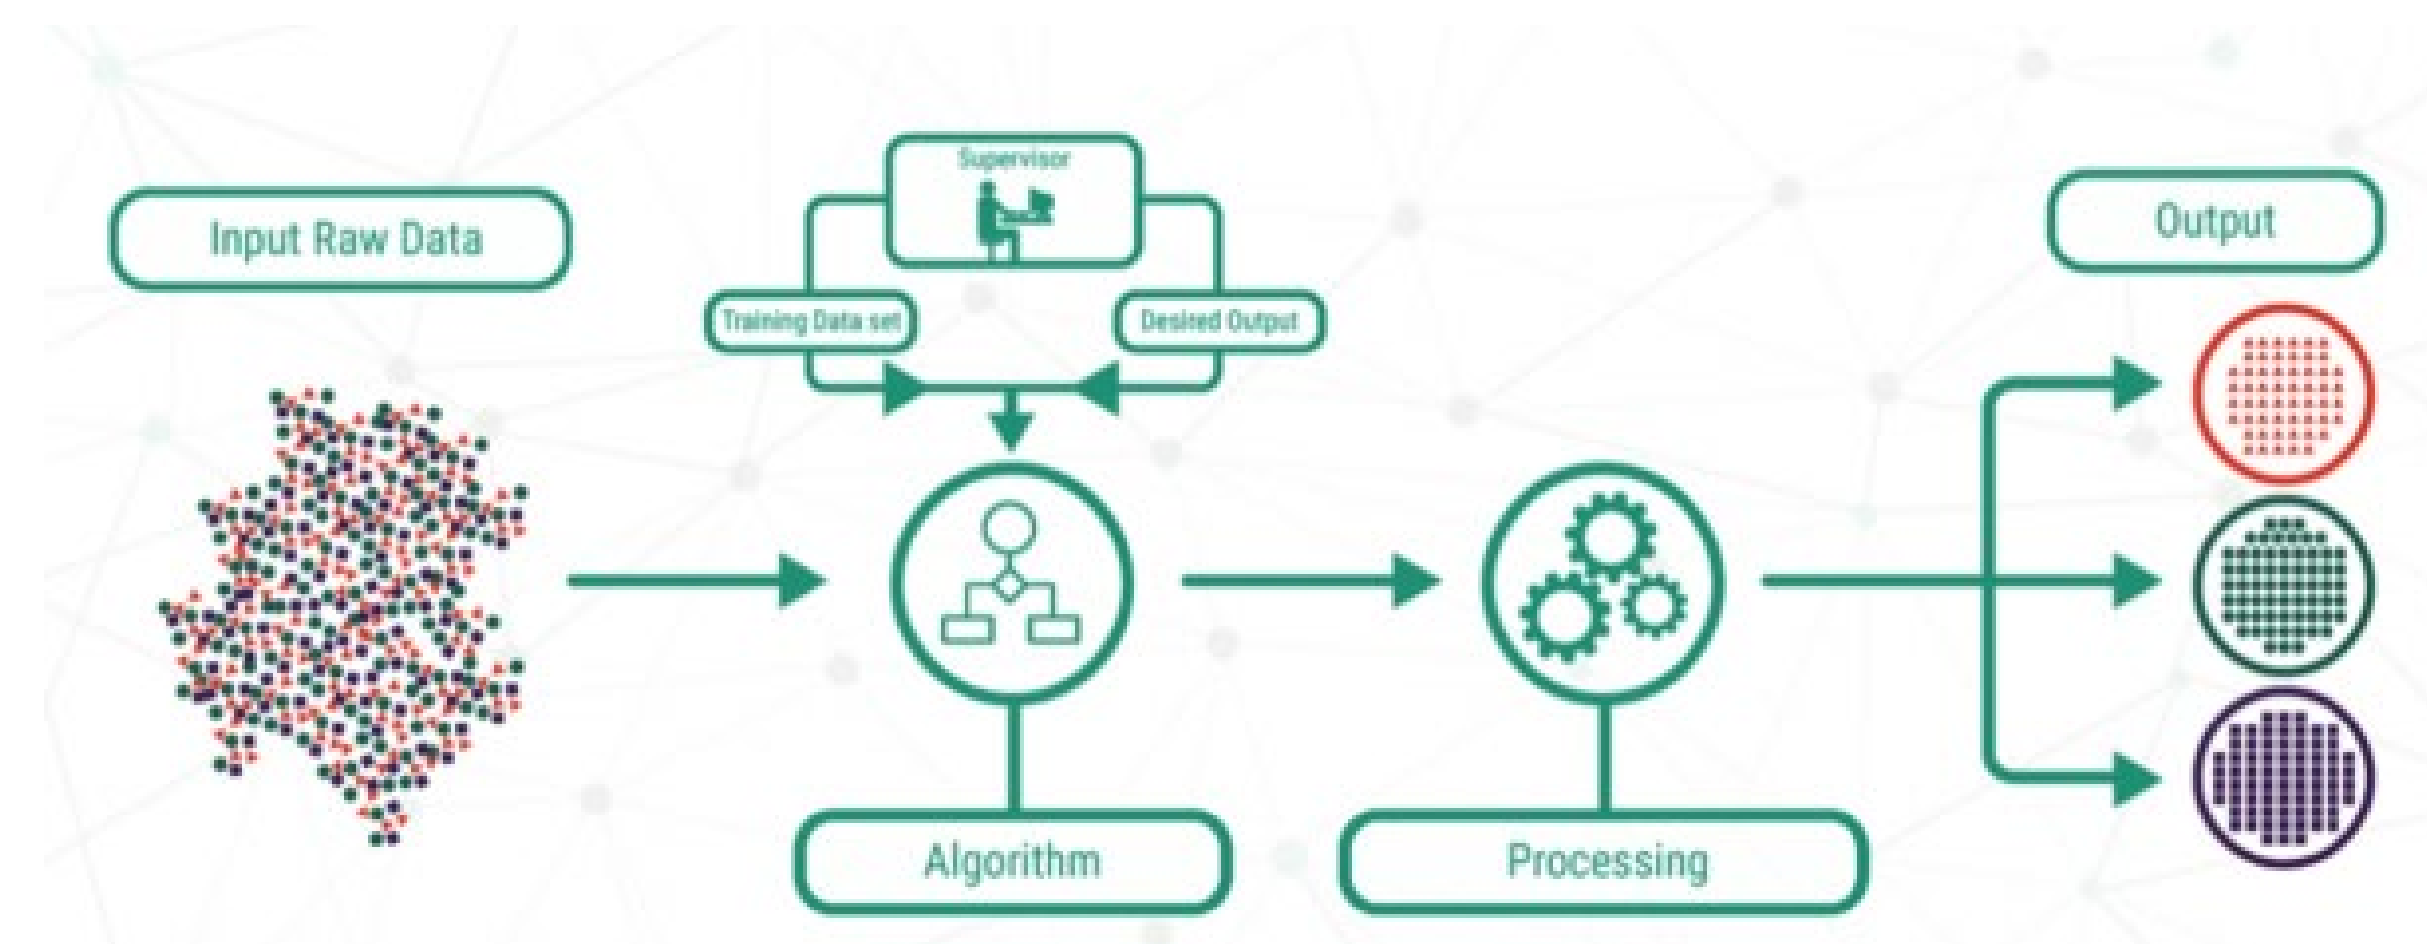 Supervisor
Input Raw Data
Output
Training Data set
Desired Output
Algorithm
Processing